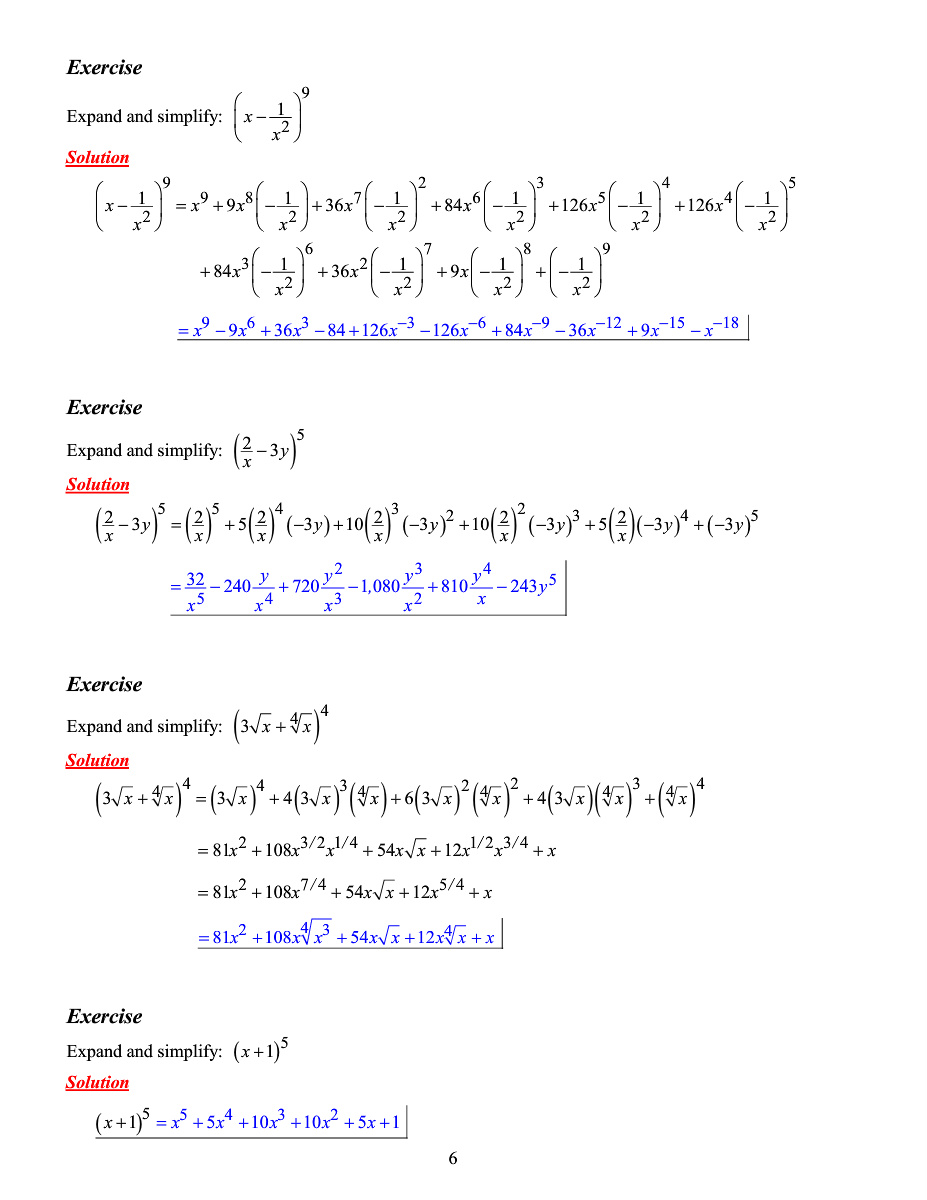 Exercise
Expand and simplify: $\left(x-\frac{1}{x^2}\right)^9$
Solution
$\left(x-\frac{1}{x^2}\right)^9 = x^9+9x^8\left(-\frac{1}{x^2}\right)+36x^7\left(-\frac{1}{x^2}\right)^2+84x^6\left(-\frac{1}{x^2}\right)^3+126x^5\left(-\frac{1}{x^2}\right)^4+126x^4\left(-\frac{1}{x^2}\right)^5$
$+84x^3\left(-\frac{1}{x^2}\right)^6+36x^2\left(-\frac{1}{x^2}\right)^7+9x\left(-\frac{1}{x^2}\right)^8+\left(-\frac{1}{x^2}\right)^9$
$=x^9-9x^6+36x^3-84+126x^{-3}-126x^{-6}+84x^{-9}-36x^{-12}+9x^{-15}-x^{-18}$
Exercise
Expand and simplify: $\left(\frac{2}{x}-3y\right)^5$
Solution
$\left(\frac{2}{x}-3y\right)^5=\left(\frac{2}{x}\right)^5+5\left(\frac{2}{x}\right)^4(-3y)+10\left(\frac{2}{x}\right)^3(-3y)^2+10\left(\frac{2}{x}\right)^2(-3y)^3+5\left(\frac{2}{x}\right)(-3y)^4+(-3y)^5$
$=\frac{32}{x^5}-240\frac{y}{x^4}+720\frac{y^2}{x^3}-1,080\frac{y^3}{x^2}+810\frac{y^4}{x}-243y^5$
Exercise
Expand and simplify: $\left(3\sqrt{x}+\sqrt[4]{x}\right)^4$
Solution
$\left(3\sqrt{x}+\sqrt[4]{x}\right)^4=\left(3\sqrt{x}\right)^4+4\left(3\sqrt{x}\right)^3\left(\sqrt[4]{x}\right)+6\left(3\sqrt{x}\right)^2\left(\sqrt[4]{x}\right)^2+4\left(3\sqrt{x}\right)\left(\sqrt[4]{x}\right)^3+\left(\sqrt[4]{x}\right)^4$
$=81x^2+108x^{3/2}x^{1/4}+54x\sqrt{x}+12x^{1/2}x^{3/4}+x$
$=81x^2+108x^{7/4}+54x\sqrt{x}+12x^{5/4}+x$
$=81x^2+108x\sqrt[4]{x^3}+54x\sqrt{x}+12x\sqrt[4]{x}+x$
Exercise
Expand and simplify: $(x+1)^5$
Solution
$(x+1)^5=x^5+5x^4+10x^3+10x^2+5x+1$
6